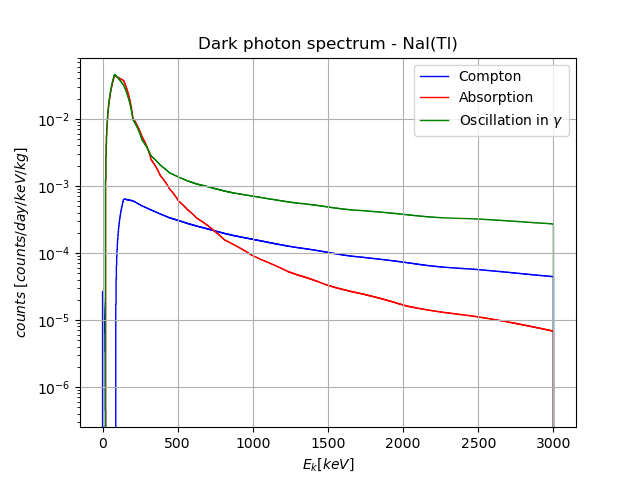 Dark photon spectrum - NaI(Tl)
Compton
Absorption
Oscillation in γ
counts [counts/day/keV/kg]
10⁻²
10⁻³
10⁻⁴
10⁻⁵
10⁻⁶
0 500 1000 1500 2000 2500 3000
Eₖ[keV]